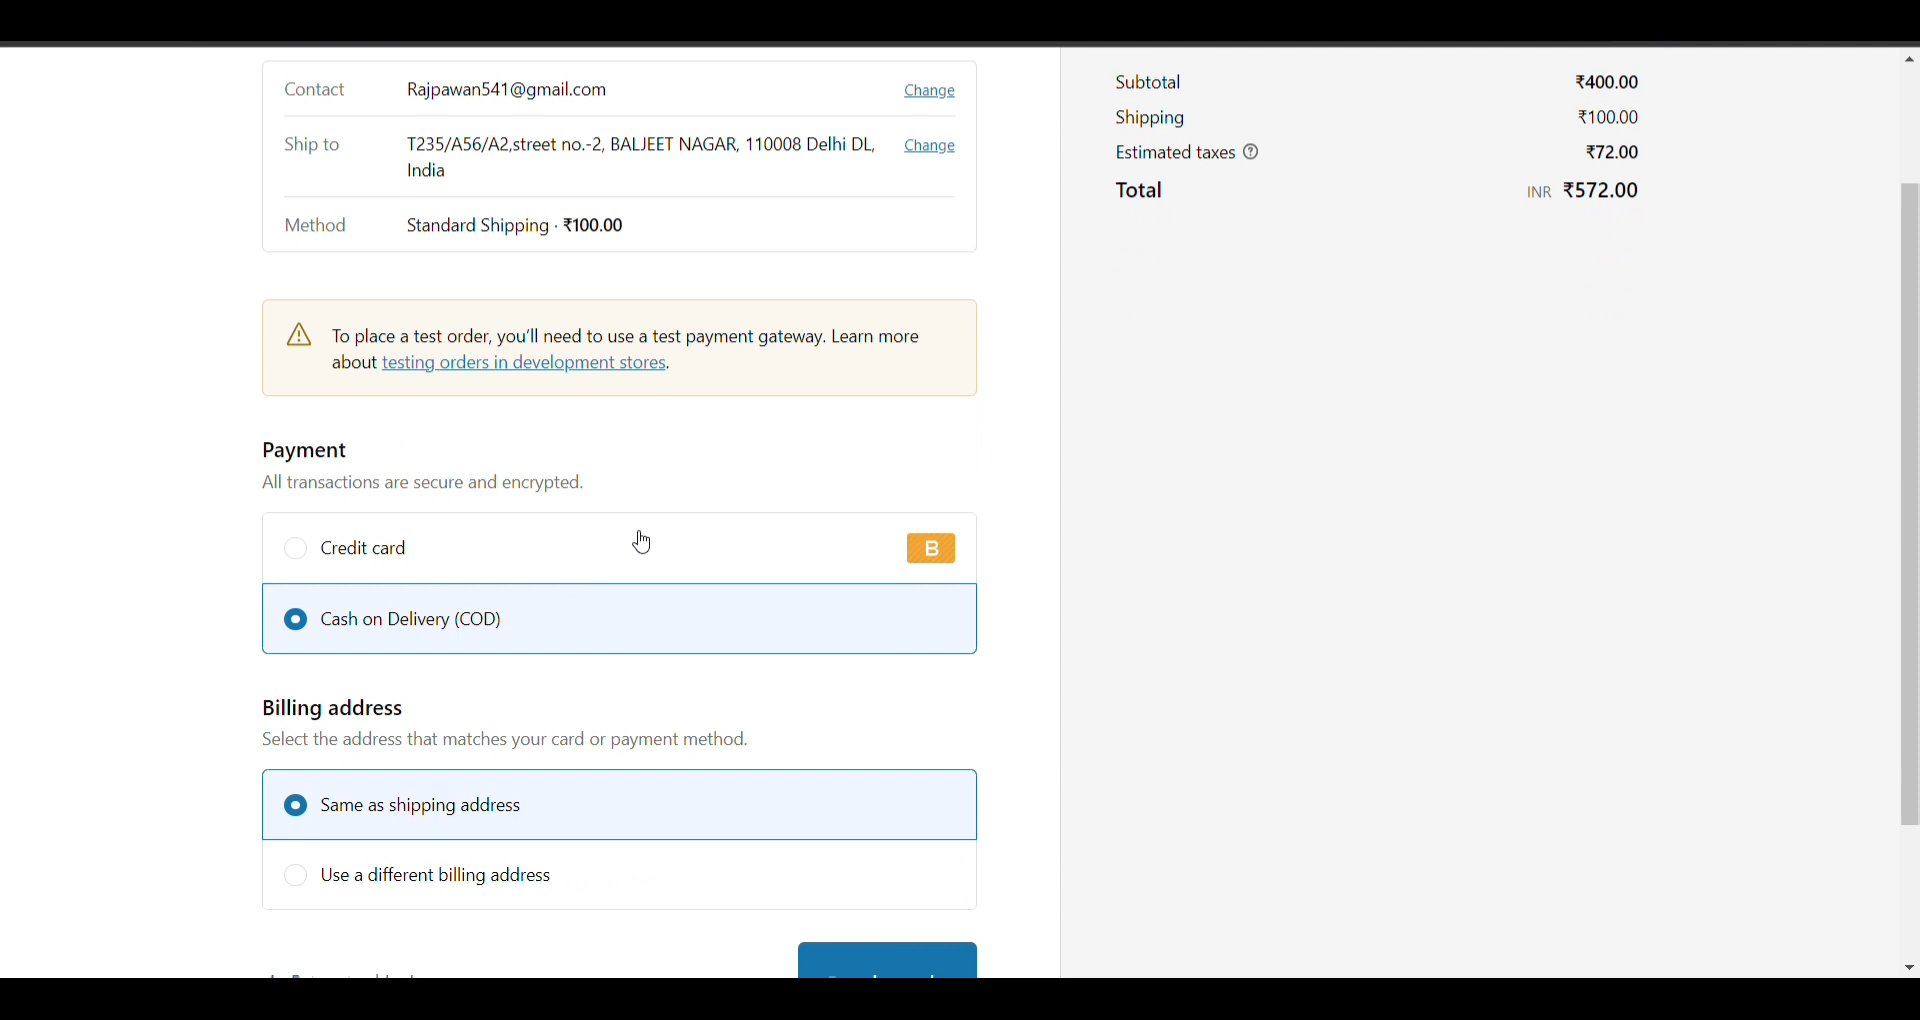 Contact Rajpawan541@gmail.com Change
Ship to T235/A56/A2,street no.-2, BALJEET NAGAR, 110008 Delhi DL, Change
India
Method Standard Shipping · ₹100.00
To place a test order, you'll need to use a test payment gateway. Learn more
about testing orders in development stores.
Payment
All transactions are secure and encrypted.
Credit card B
Cash on Delivery (COD)
Billing address
Select the address that matches your card or payment method.
Same as shipping address
Use a different billing address
Subtotal ₹400.00
Shipping ₹100.00
Estimated taxes ? ₹72.00
Total INR ₹572.00